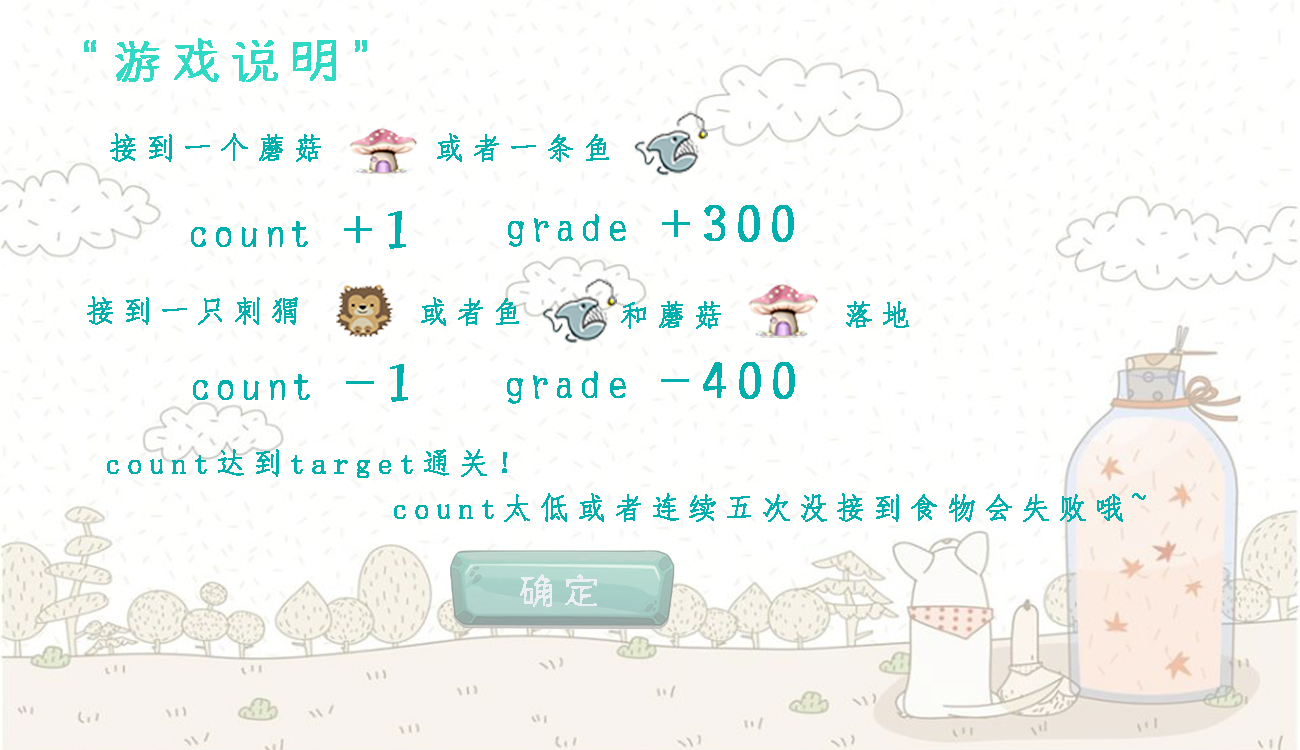 “游戏说明”
接到一个蘑菇 或者一条鱼
count +1 grade +300
接到一只刺猬 或者鱼 和蘑菇 落地
count -1 grade -400
count达到target通关！
count太低或者连续五次没接到食物会失败哦~
确定